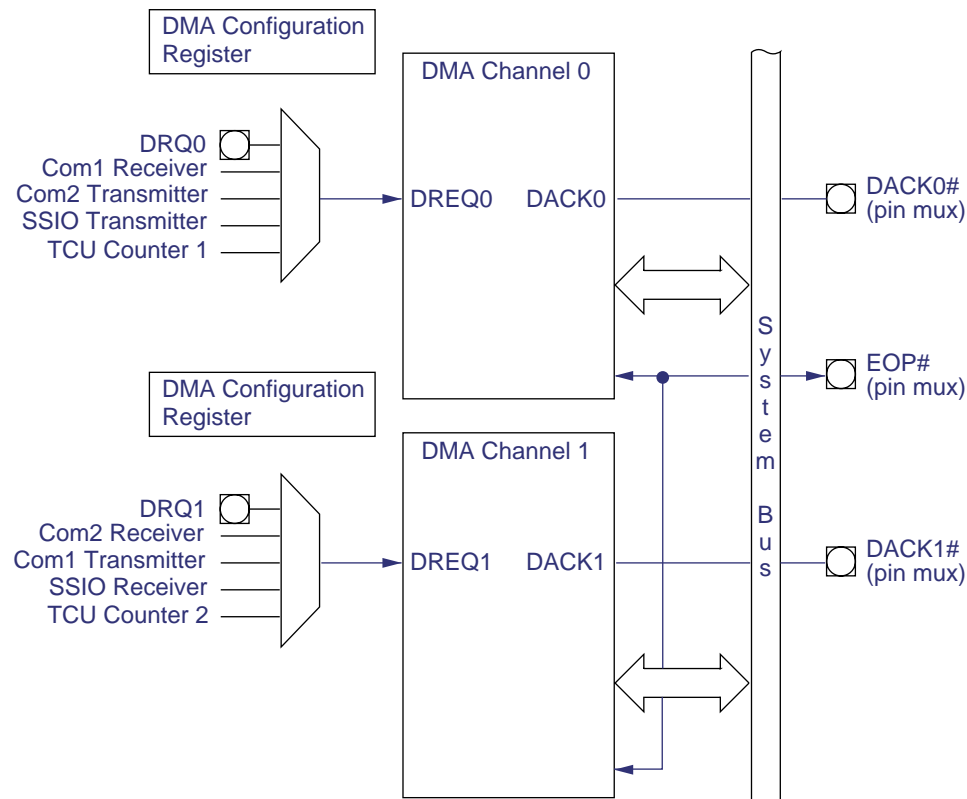 DMA Configuration
Register
DMA Channel 0
DRQ0
Com1 Receiver
Com2 Transmitter
SSIO Transmitter
TCU Counter 1
DREQ0
DACK0
DACK0#
(pin mux)
System Bus
EOP#
(pin mux)
DMA Configuration
Register
DMA Channel 1
DRQ1
Com2 Receiver
Com1 Transmitter
SSIO Receiver
TCU Counter 2
DREQ1
DACK1
DACK1#
(pin mux)